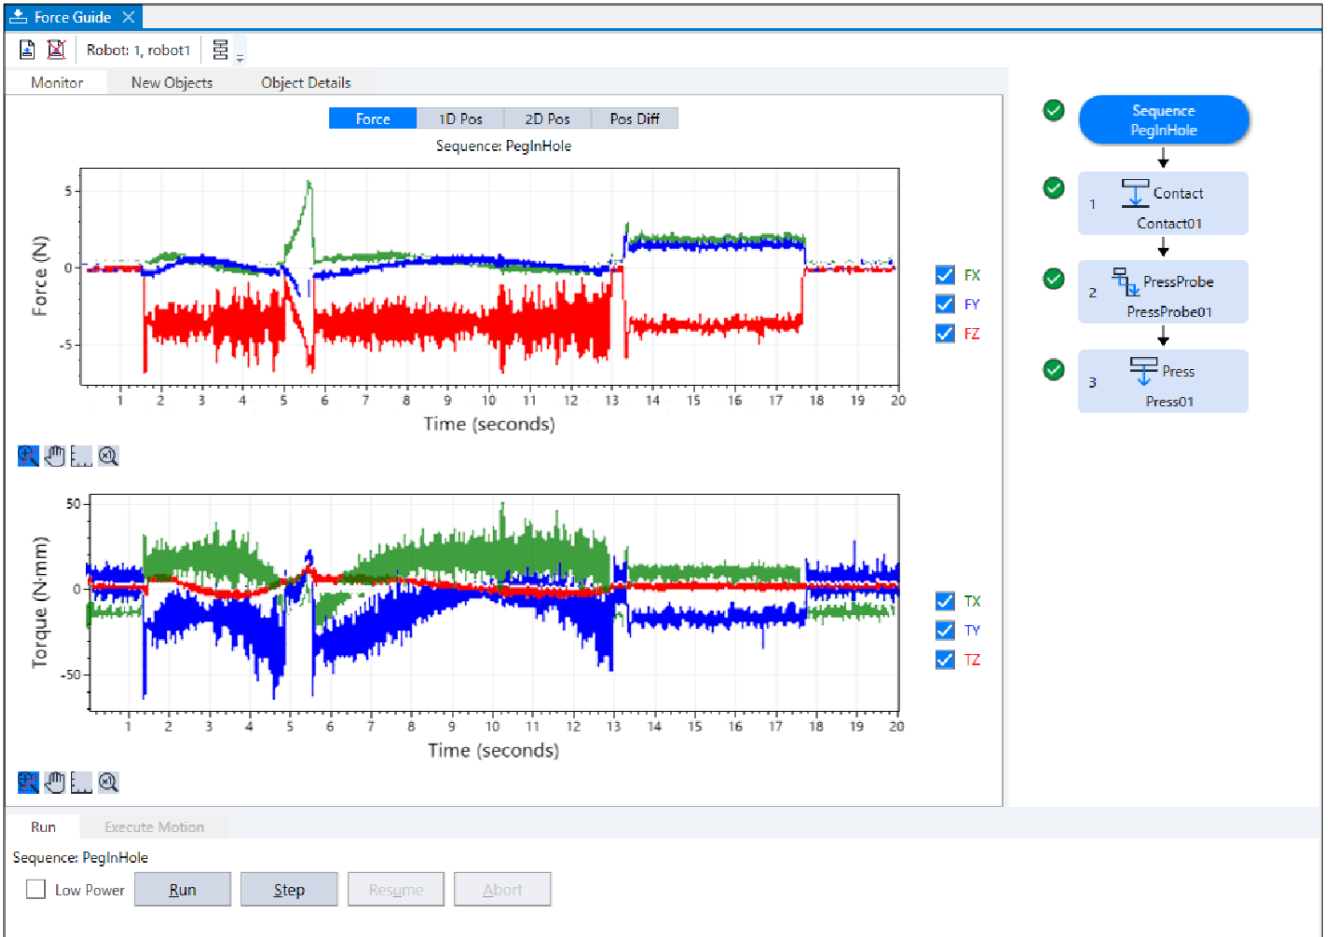 Force Guide
Robot: 1, robot1
Monitor New Objects Object Details
Force 1D Pos 2D Pos Pos Diff
Sequence: PegInHole
Force (N)
5
0
-5
1 2 3 4 5 6 7 8 9 10 11 12 13 14 15 16 17 18 19 20
Time (seconds)
FX
FY
FZ
Torque (N·mm)
50
0
-50
1 2 3 4 5 6 7 8 9 10 11 12 13 14 15 16 17 18 19 20
Time (seconds)
TX
TY
TZ
Sequence
PegInHole
1 Contact
Contact01
2 PressProbe
PressProbe01
3 Press
Press01
Run Execute Motion
Sequence: PegInHole
Low Power Run Step Resume Abort